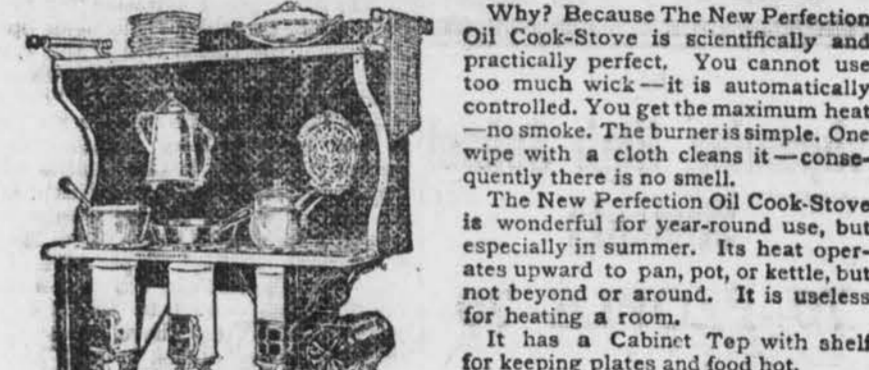 Why? Because The New Perfection
Oil Cook-Stove is scientifically and
practically perfect. You cannot use
too much wick—it is automatically
controlled. You get the maximum heat
—no smoke. The burner is simple. One
wipe with a cloth cleans it—conse-
quently there is no smell.
The New Perfection Oil Cook-Stove
is wonderful for year-round use, but
especially in summer. Its heat oper-
ates upward to pan, pot, or kettle, but
not beyond or around. It is useless
for heating a room.
It has a Cabinet Top with shelf
for keeping plates and food hot.